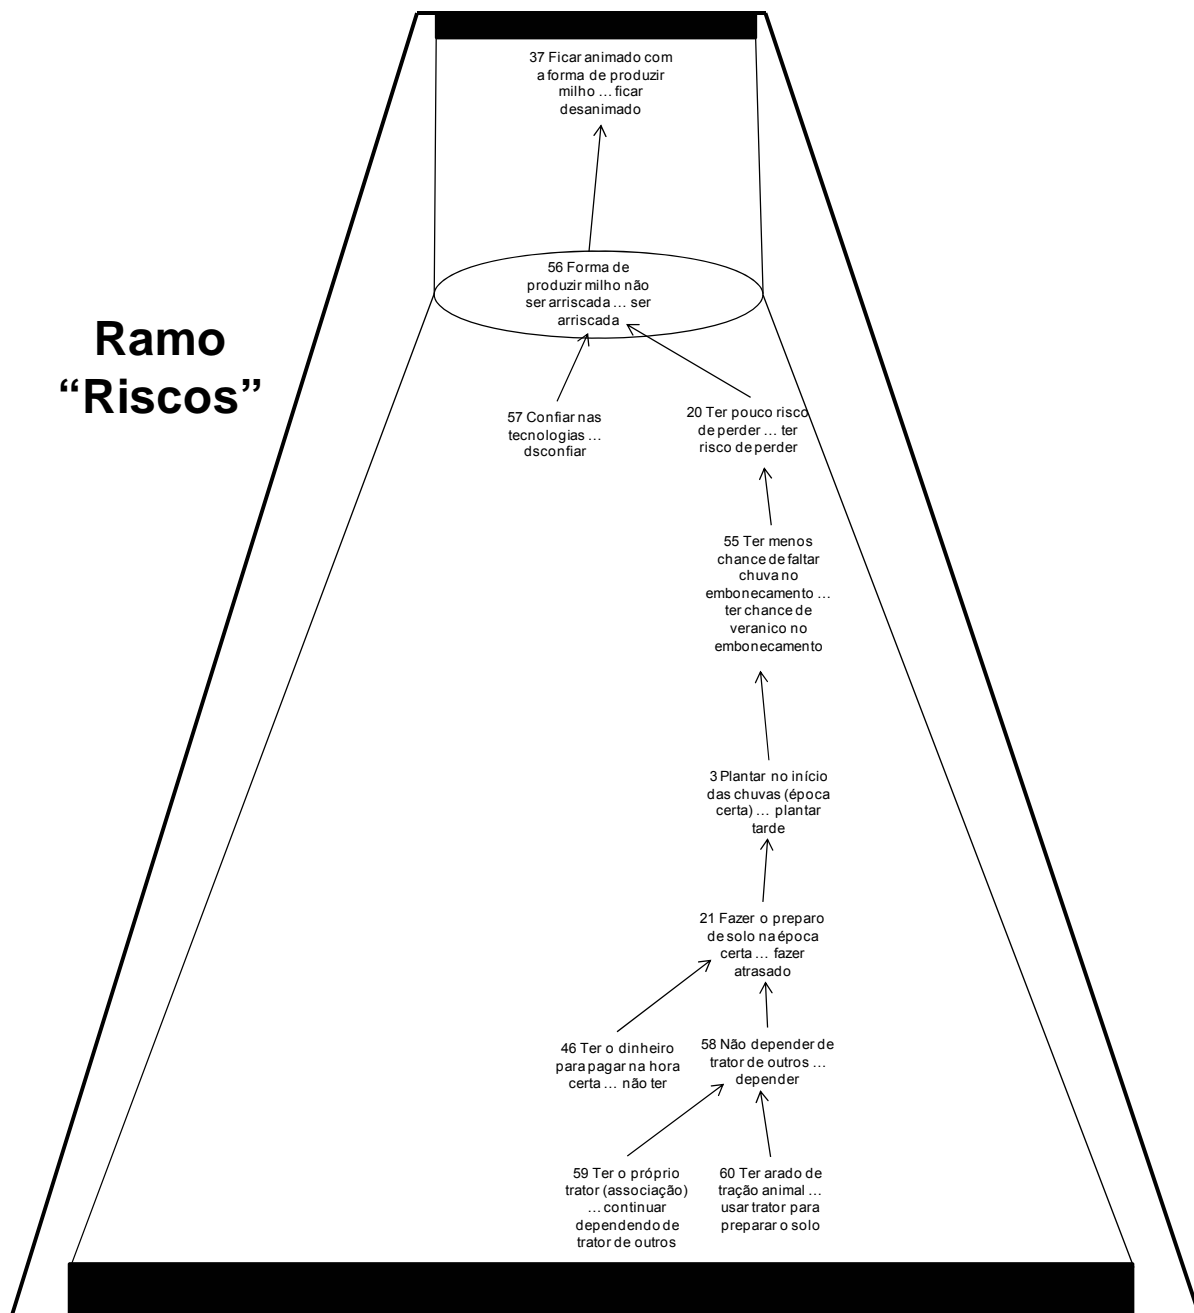 37 Ficar animado com
a forma de produzir
milho … ficar
desanimado
56 Forma de
produzir milho não
ser arriscada … ser
arriscada
Ramo
“Riscos”
57 Confiar nas
tecnologias …
dsconfiar
20 Ter pouco risco
de perder … ter
risco de perder
55 Ter menos
chance de faltar
chuva no
embonecamento …
ter chance de
veranico no
embonecamento
3 Plantar no início
das chuvas (época
certa) … plantar
tarde
21 Fazer o preparo
de solo na época
certa … fazer
atrasado
46 Ter o dinheiro
para pagar na hora
certa … não ter
58 Não depender de
trator de outros …
depender
59 Ter o próprio
trator (associação)
… continuar
dependendo de
trator de outros
60 Ter arado de
tração animal …
usar trator para
preparar o solo